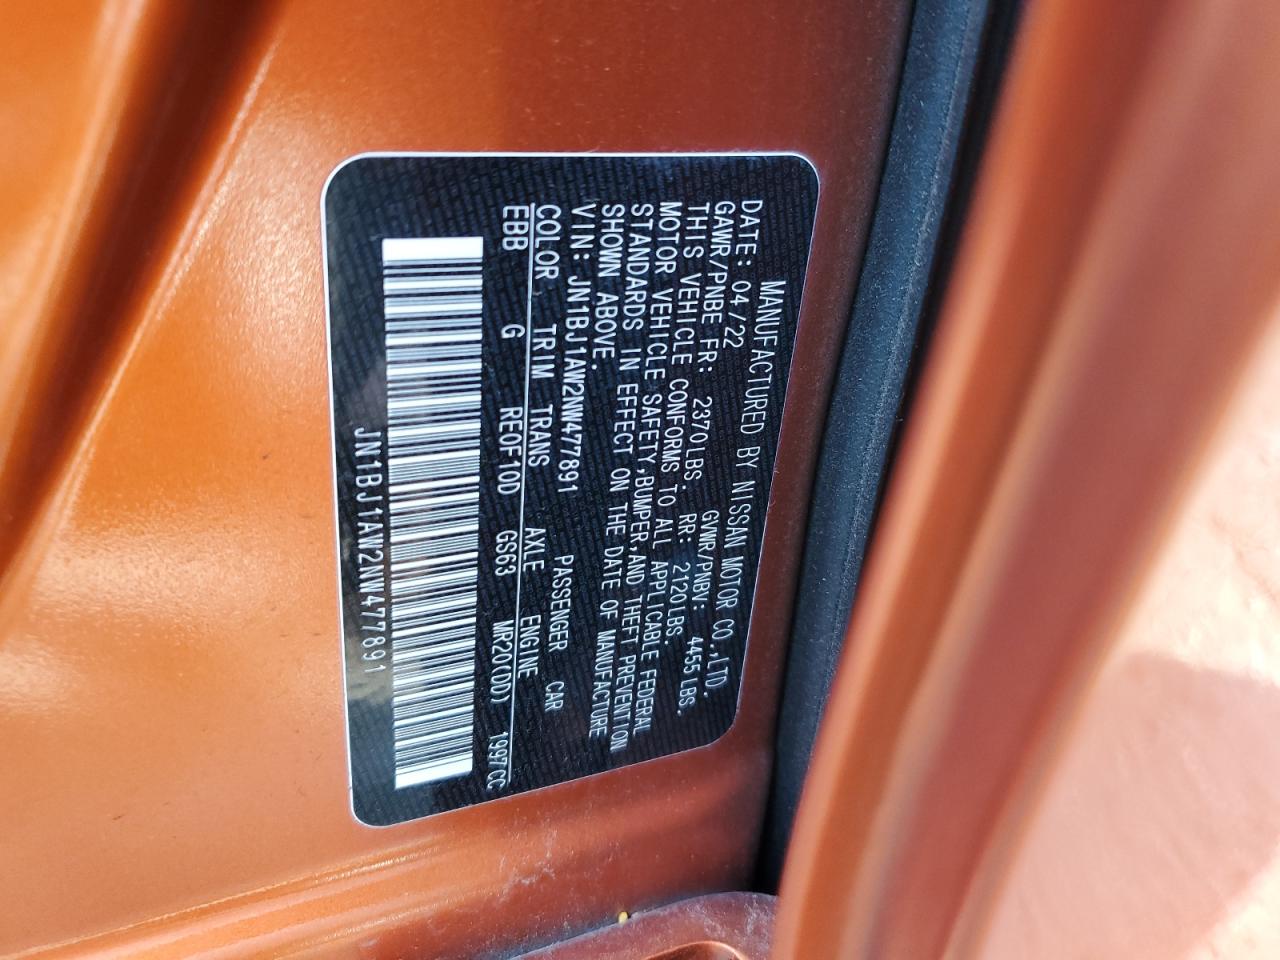 MANUFACTURED BY NISSAN MOTOR CO.,LTD.
DATE: 04/22
GAWR/PNBE FR: 2370LBS. GVWR/PNBV: 4455 LBS.
RR: 2120LBS.
THIS VEHICLE CONFORMS TO ALL APPLICABLE FEDERAL
MOTOR VEHICLE SAFETY,BUMPER,AND THEFT PREVENTION
STANDARDS IN EFFECT ON THE DATE OF MANUFACTURE
SHOWN ABOVE.
VIN: JN1BJ1AW2NW477891 PASSENGER CAR
COLOR TRIM TRANS AXLE ENGINE
EBB G RE0F10D GS63 MR20(DD) 1997CC
JN1BJ1AW2NW477891